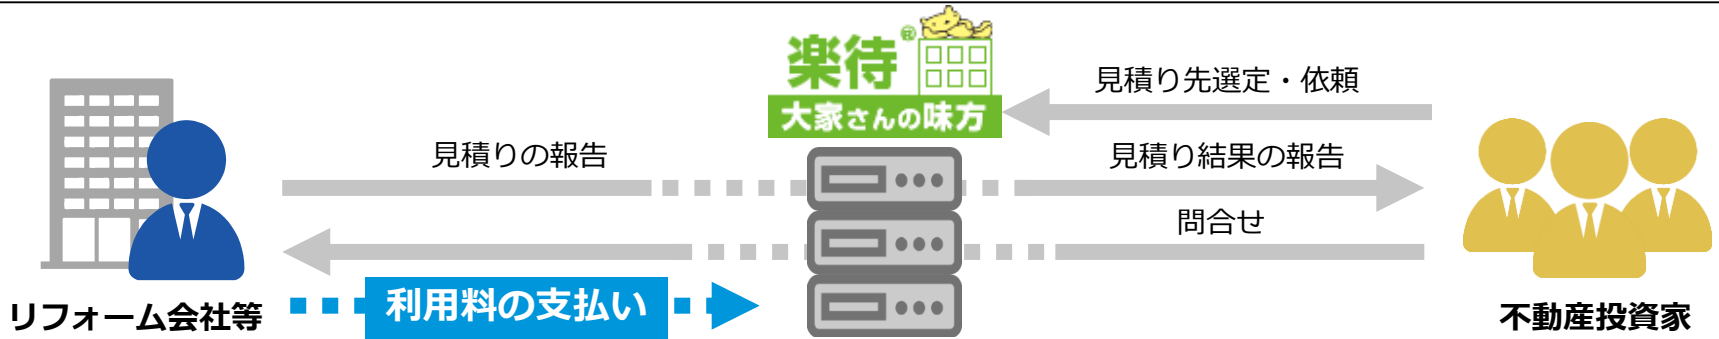 楽待®
大家さんの味方
見積り先選定・依頼
見積りの報告
見積り結果の報告
問合せ
利用料の支払い
リフォーム会社等
不動産投資家